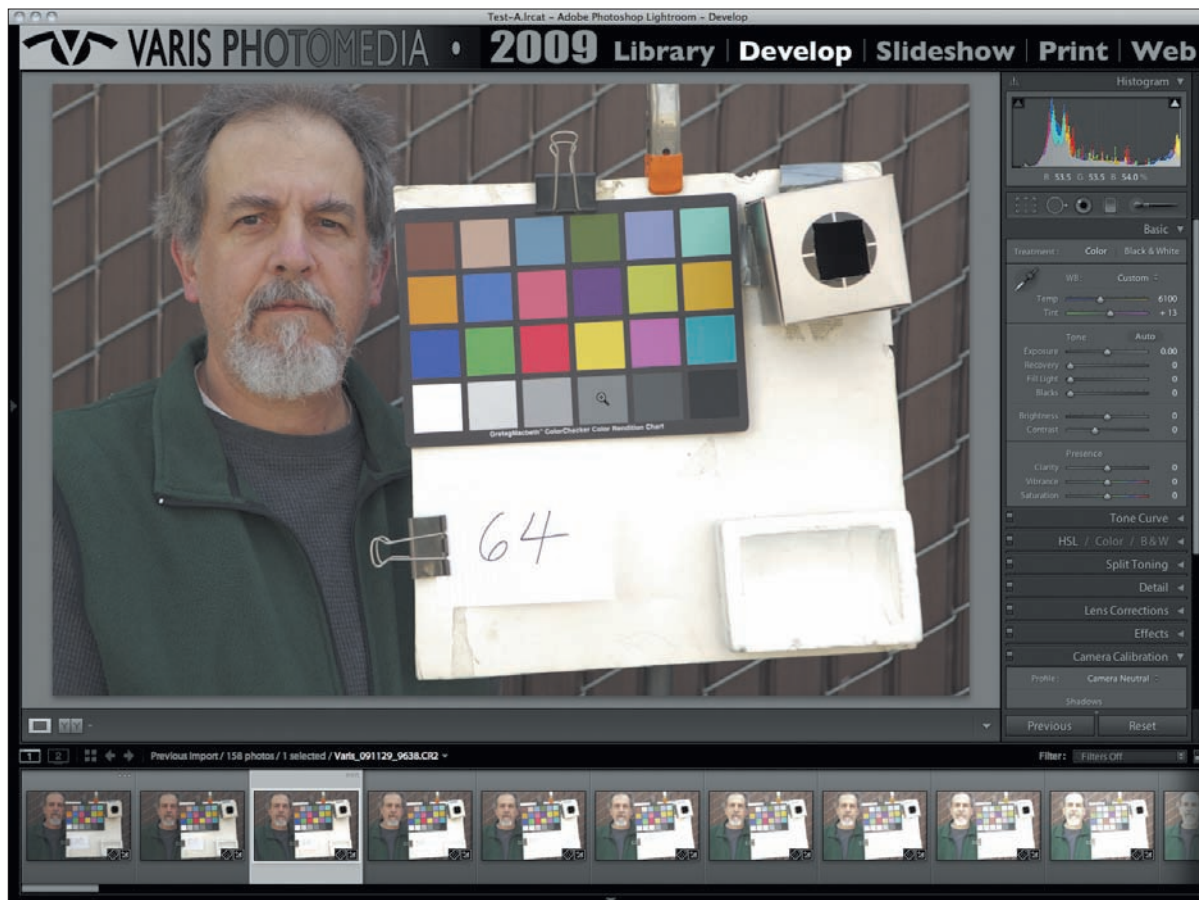 Test-A.lrcat - Adobe Photoshop Lightroom - Develop
VARIS PHOTOMEDIA • 2009 Library | Develop | Slideshow | Print | Web
Histogram
R 53.5 G 53.5 B 54.0 %
Basic
Treatment: Color Black & White
WB: Custom
Temp 6100
Tint + 13
Tone Auto
Exposure 0.00
Recovery 0
Fill Light 0
Blacks 0
Brightness 0
Contrast 0
Presence
Clarity 0
Vibrance 0
Saturation 0
Tone Curve
HSL / Color / B&W
Split Toning
Detail
Lens Corrections
Effects
Camera Calibration
Profile: Camera Neutral
Shadows
Previous Reset
GretagMacbeth™ ColorChecker Color Rendition Chart
64
1 2 Previous Import / 158 photos / 1 selected / Varis_091129_9638.CR2
Filter: Filters Off